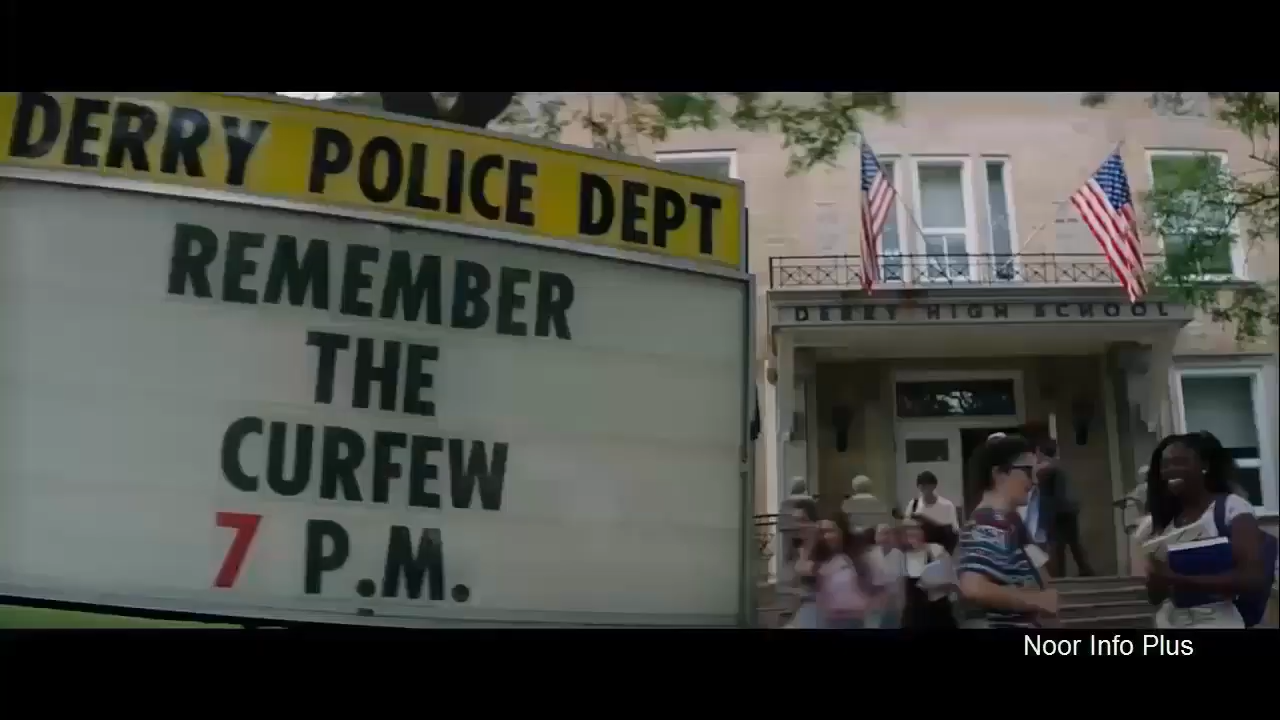 DERRY POLICE DEPT
REMEMBER
THE
CURFEW
7 P.M.
DERRY HIGH SCHOOL
Noor Info Plus